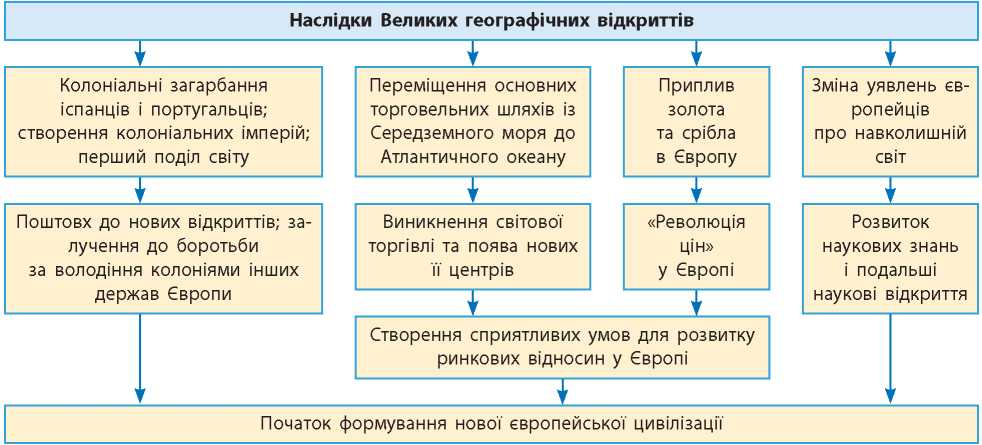 Наслідки Великих географічних відкриттів
Колоніальні загарбання
іспанців і португальців;
створення колоніальних імперій;
перший поділ світу
Переміщення основних
торговельних шляхів із
Середземного моря до
Атлантичного океану
Приплив
золота
та срібла
в Європу
Зміна уявлень єв-
ропейців
про навколишній
світ
Поштовх до нових відкриттів; за-
лучення до боротьби
за володіння колоніями інших
держав Європи
Виникнення світової
торгівлі та поява нових
її центрів
«Революція
цін»
у Європі
Розвиток
наукових знань
і подальші
наукові відкриття
Створення сприятливих умов для розвитку
ринкових відносин у Європі
Початок формування нової європейської цивілізації